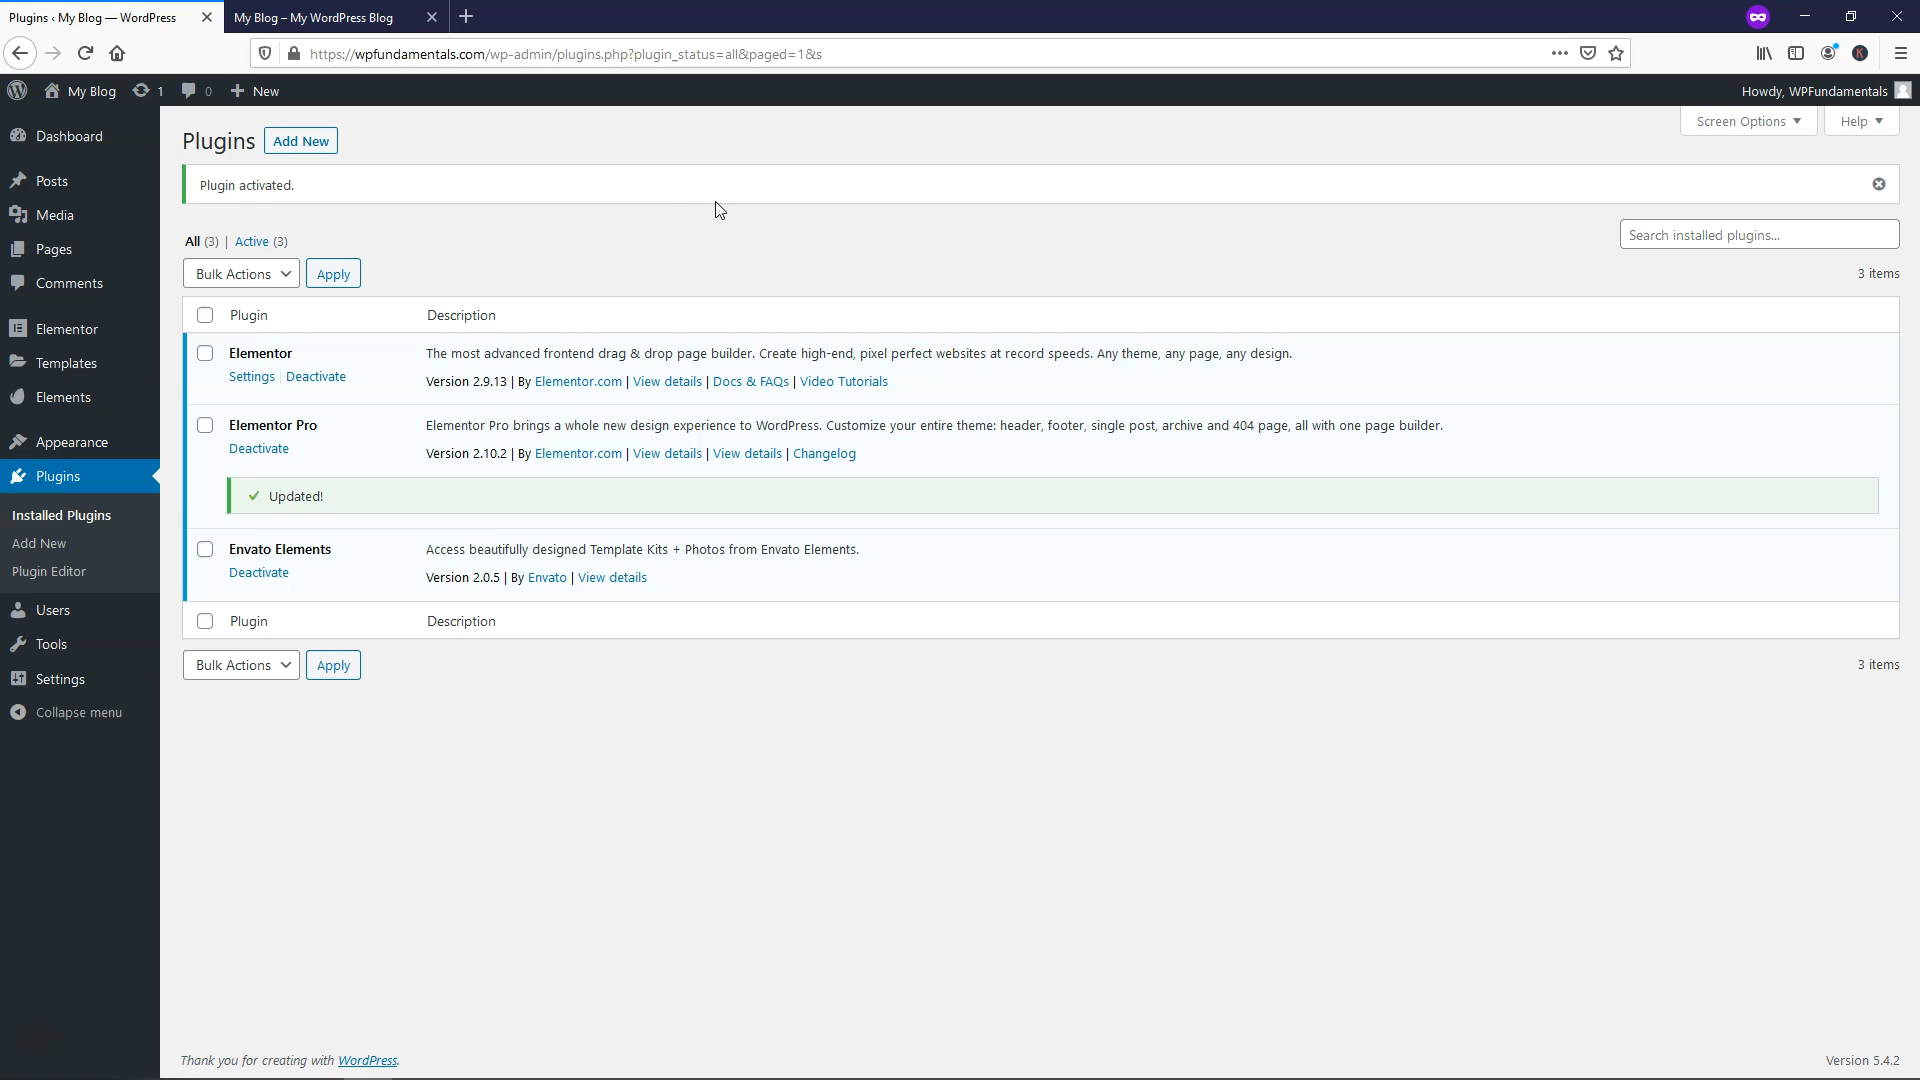 Plugins ‹ My Blog — WordPress
My Blog – My WordPress Blog
https://wpfundamentals.com/wp-admin/plugins.php?plugin_status=all&paged=1&s
K
My Blog 1 0 New
Howdy, WPFundamentals
Dashboard
Posts
Media
Pages
Comments
Elementor
Templates
Elements
Appearance
Plugins
Installed Plugins
Add New
Plugin Editor
Users
Tools
Settings
Collapse menu
Screen Options
Help
Plugins Add New
Plugin activated.
All (3) | Active (3)
Search installed plugins...
Bulk Actions Apply
3 items
Plugin Description
Elementor
Settings | Deactivate
The most advanced frontend drag & drop page builder. Create high-end, pixel perfect websites at record speeds. Any theme, any page, any design.
Version 2.9.13 | By Elementor.com | View details | Docs & FAQs | Video Tutorials
Elementor Pro
Deactivate
Elementor Pro brings a whole new design experience to WordPress. Customize your entire theme: header, footer, single post, archive and 404 page, all with one page builder.
Version 2.10.2 | By Elementor.com | View details | View details | Changelog
Updated!
Envato Elements
Deactivate
Access beautifully designed Template Kits + Photos from Envato Elements.
Version 2.0.5 | By Envato | View details
Plugin Description
Bulk Actions Apply
3 items
Thank you for creating with WordPress.
Version 5.4.2